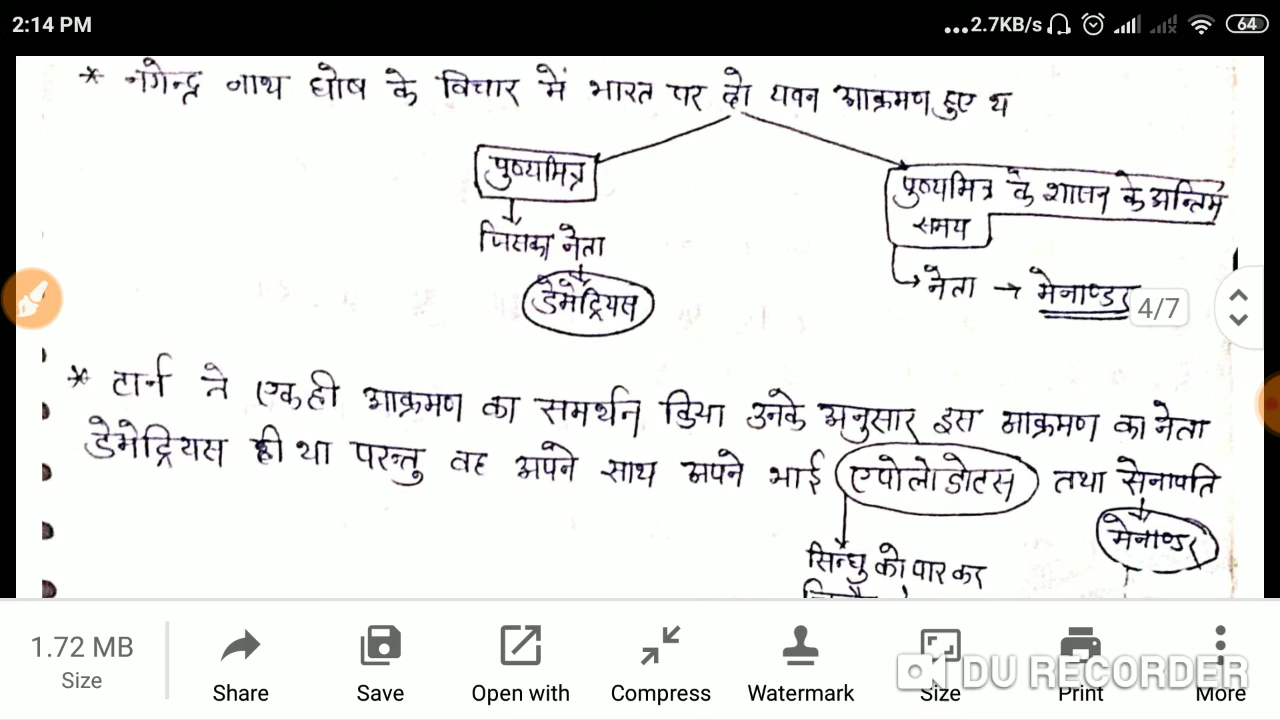 2:14 PM
...2.7KB/s 64
* नगेन्द्र नाथ घोष के विचार में भारत पर दो यवन आक्रमण हुए थ
पुष्यमित्र
जिसका नेता
डेमेट्रियस
पुष्यमित्र के शासन के अन्तिम
समय
नेता → मेनाण्डर
4/7
* टार्न ने एक ही आक्रमण का समर्थन किया उनके अनुसार इस आक्रमण का नेता
डेमेट्रियस ही था परन्तु वह अपने साथ अपने भाई एपोलोडोटस तथा सेनापति
मेनाण्डर
सिन्धु को पार कर
1.72 MB
Size
Share
Save
Open with
Compress
Watermark
Size
Print
More
DU RECORDER